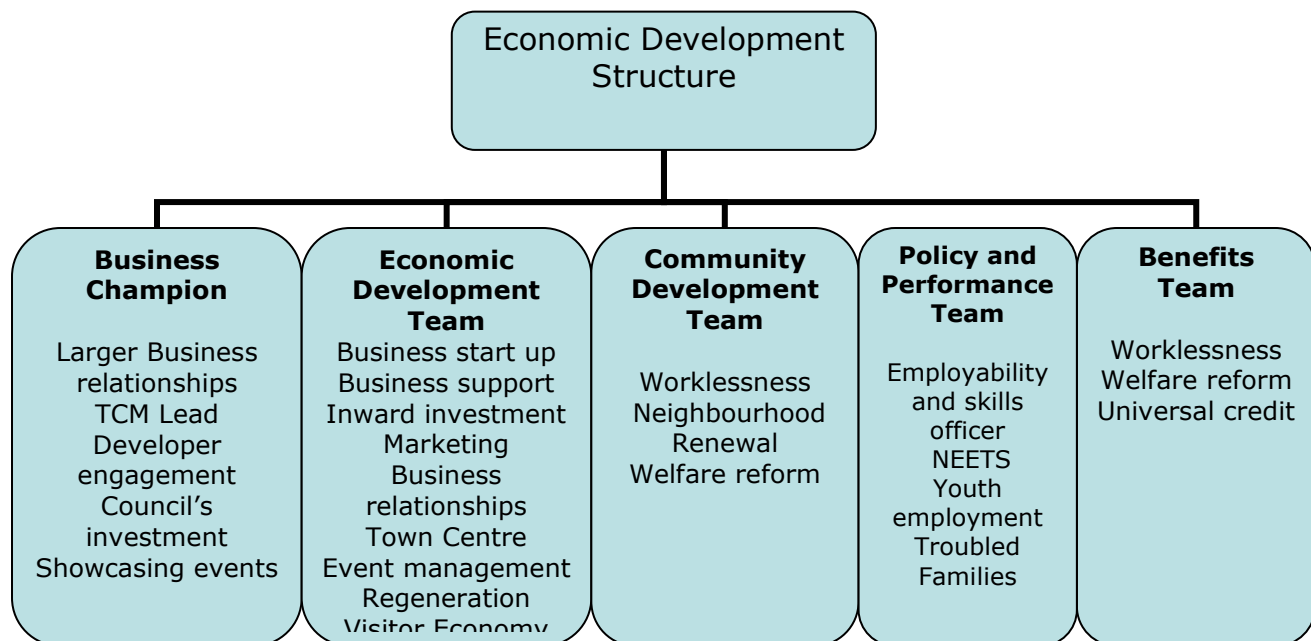 Economic Development
Structure
Business
Champion
Larger Business
relationships
TCM Lead
Developer
engagement
Council's
investment
Showcasing events
Economic
Development
Team
Business start up
Business support
Inward investment
Marketing
Business
relationships
Town Centre
Event management
Regeneration
Visitor Economy
Community
Development
Team
Worklessness
Neighbourhood
Renewal
Welfare reform
Policy and
Performance
Team
Employability
and skills
officer
NEETS
Youth
employment
Troubled
Families
Benefits
Team
Worklessness
Welfare reform
Universal credit